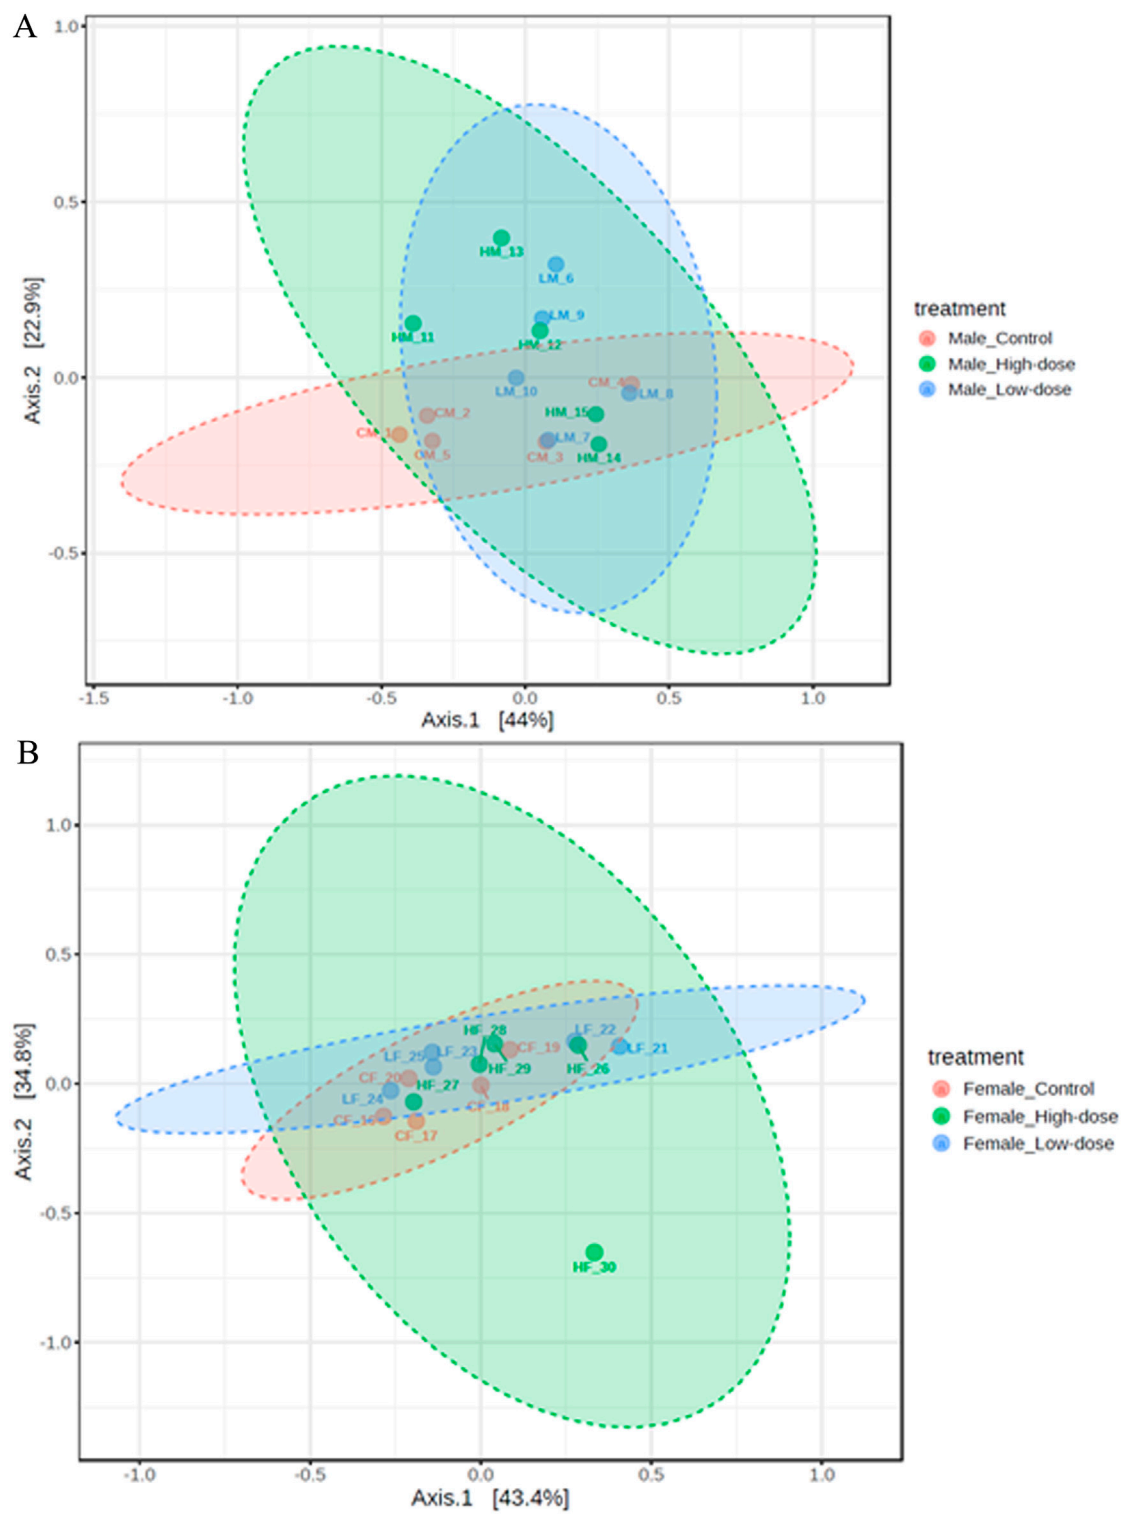 A
1.0
0.5
0.0
-0.5
Axis.2 [22.9%]
HM_13
LM_6
LM_9
HM_11
HM_12
CM_4
LM_10
LM_8
HM_15
CM_2
CM_1
LM_7
CM_5
CM_3
HM_14
-1.5 -1.0 -0.5 0.0 0.5 1.0
Axis.1 [44%]
treatment
Male_Control
Male_High-dose
Male_Low-dose
B
1.0
0.5
0.0
-0.5
-1.0
Axis.2 [34.8%]
HF_28
LF_22
LF_25
LF_23
CF_19
LF_21
HF_29
HF_26
CF_20
HF_27
LF_24
CF_18
CF_16
CF_17
HF_30
-1.0 -0.5 0.0 0.5 1.0
Axis.1 [43.4%]
treatment
Female_Control
Female_High-dose
Female_Low-dose